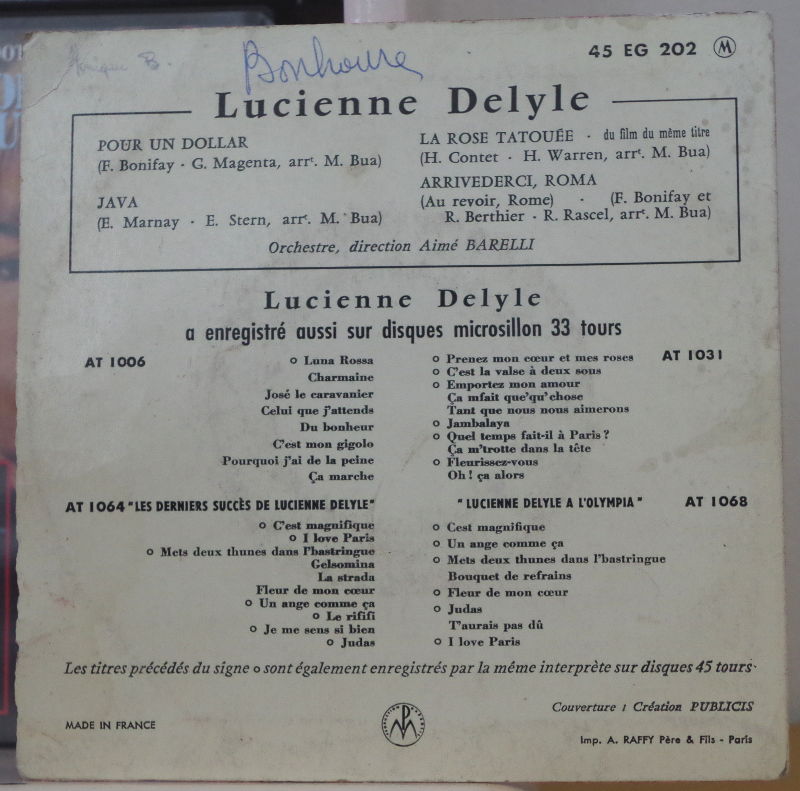 Bonhoure
45 EG 202 M
Lucienne Delyle
POUR UN DOLLAR
(F. Bonifay · G. Magenta, arrt. M. Bua)
JAVA
(E. Marnay · E. Stern, arrt. M. Bua)
LA ROSE TATOUÉE · du film du même titre
(H. Contet · H. Warren, arrt. M. Bua)
ARRIVEDERCI, ROMA
(Au revoir, Rome) · (F. Bonifay et
R. Berthier · R. Rascel, arrt. M. Bua)
Orchestre, direction Aimé BARELLI
Lucienne Delyle
a enregistré aussi sur disques microsillon 33 tours
AT 1006
o Luna Rossa
Charmaine
José le caravanier
Celui que j'attends
Du bonheur
C'est mon gigolo
Pourquoi j'ai de la peine
Ça marche
AT 1031
o Prenez mon cœur et mes roses
o C'est la valse à deux sous
o Emportez mon amour
Ça mfait que'qu'chose
Tant que nous nous aimerons
o Jambalaya
o Quel temps fait-il à Paris ?
Ça m'trotte dans la tête
o Fleurissez-vous
Oh ! ça alors
AT 1064 "LES DERNIERS SUCCÈS DE LUCIENNE DELYLE"
o C'est magnifique
o I love Paris
o Mets deux thunes dans l'bastringue
Gelsomina
La strada
Fleur de mon cœur
o Un ange comme ça
o Le rififi
o Je me sens si bien
o Judas
"LUCIENNE DELYLE A L'OLYMPIA" AT 1068
o Cest magnifique
o Un ange comme ça
o Mets deux thunes dans l'bastringue
Bouquet de refrains
o Fleur de mon cœur
o Judas
T'aurais pas dû
o I love Paris
Les titres précédés du signe o sont également enregistrés par la même interprète sur disques 45 tours·
Couverture : Création PUBLICIS
MADE IN FRANCE
Imp. A. RAFFY Père & Fils - Paris